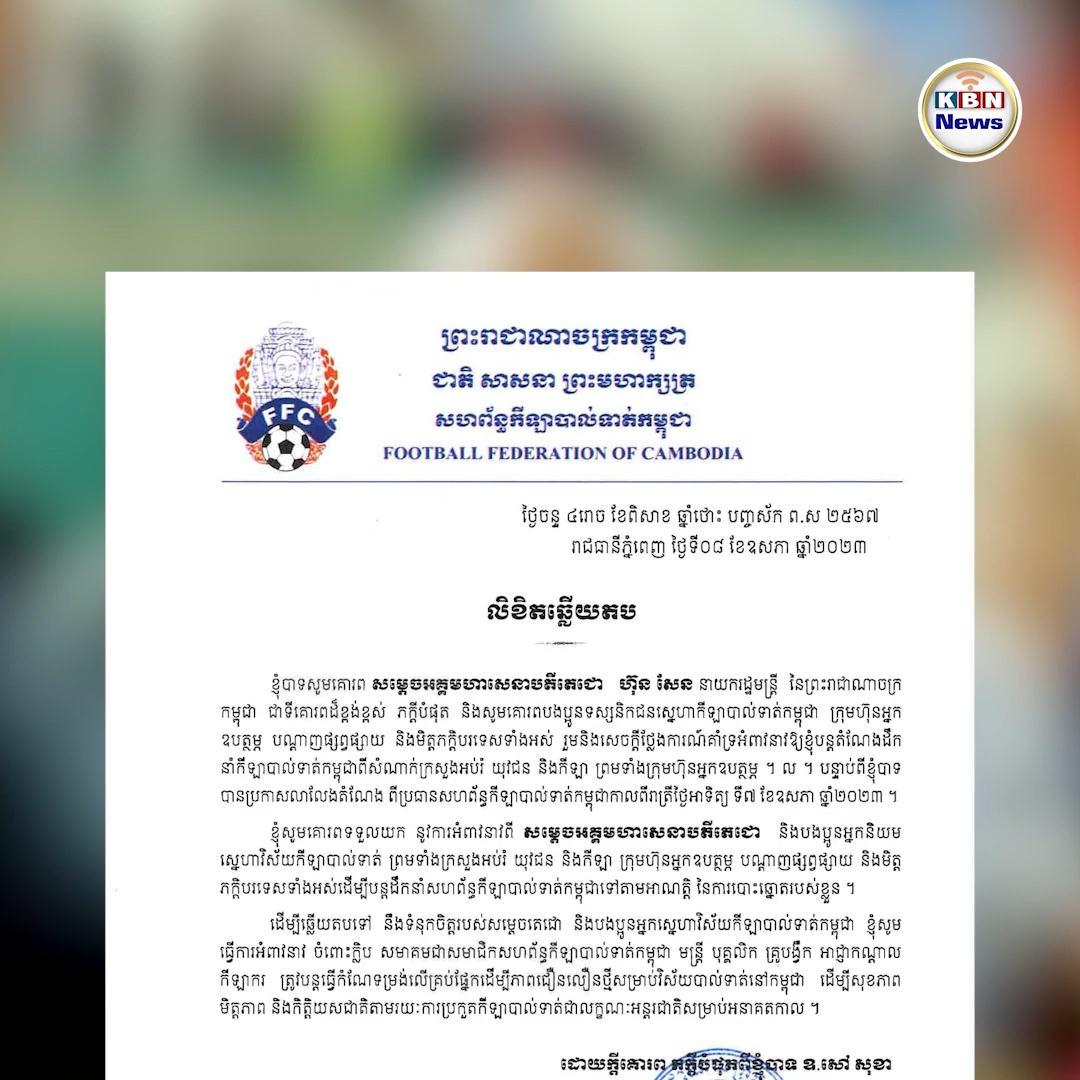 KBN
News
ព្រះរាជាណាចក្រកម្ពុជា
ជាតិ សាសនា ព្រះមហាក្សត្រ
សហព័ន្ធកីឡាបាល់ទាត់កម្ពុជា
FOOTBALL FEDERATION OF CAMBODIA
FFC
ថ្ងៃចន្ទ ៤រោច ខែពិសាខ ឆ្នាំថោះ បញ្ចស័ក ព.ស ២៥៦៧
រាជធានីភ្នំពេញ ថ្ងៃទី០៨ ខែឧសភា ឆ្នាំ២០២៣
លិខិតឆ្លើយតប
ខ្ញុំបាទសូមគោរព សម្តេចអគ្គមហាសេនាបតីតេជោ ហ៊ុន សែន នាយករដ្ឋមន្ត្រី នៃព្រះរាជាណាចក្រ
កម្ពុជា ជាទីគោរពដ៏ខ្ពង់ខ្ពស់ ភក្តីបំផុត និងសូមគោរពបងប្អូនទស្សនិកជនស្នេហាកីឡាបាល់ទាត់កម្ពុជា ក្រុមហ៊ុនអ្នក
ឧបត្ថម្ភ បណ្តាញផ្សព្វផ្សាយ និងមិត្តភក្តិបរទេសទាំងអស់ រួមនិងសេចក្តីថ្លែងការណ៍គាំទ្រអំពាវនាវឱ្យខ្ញុំបន្តតំណែងដឹក
នាំកីឡាបាល់ទាត់កម្ពុជាពីសំណាក់ក្រសួងអប់រំ យុវជន និងកីឡា ព្រមទាំងក្រុមហ៊ុនអ្នកឧបត្ថម្ភ ។ ល ។ បន្ទាប់ពីខ្ញុំបាទ
បានប្រកាសលាលែងតំណែង ពីប្រធានសហព័ន្ធកីឡាបាល់ទាត់កម្ពុជាកាលពីរាត្រីថ្ងៃអាទិត្យ ទី៧ ខែឧសភា ឆ្នាំ២០២៣ ។
ខ្ញុំសូមគោរពទទួលយក នូវការអំពាវនាវពី សម្តេចអគ្គមហាសេនាបតីតេជោ និងបងប្អូនអ្នកនិយម
ស្នេហាវិស័យកីឡាបាល់ទាត់ ព្រមទាំងក្រសួងអប់រំ យុវជន និងកីឡា ក្រុមហ៊ុនអ្នកឧបត្ថម្ភ បណ្តាញផ្សព្វផ្សាយ និងមិត្ត
ភក្តិបរទេសទាំងអស់ដើម្បីបន្តដឹកនាំសហព័ន្ធកីឡាបាល់ទាត់កម្ពុជាទៅតាមអាណត្តិ នៃការបោះឆ្នោតរបស់ខ្លួន ។
ដើម្បីឆ្លើយតបទៅ នឹងទំនុកចិត្តរបស់សម្តេចតេជោ និងបងប្អូនអ្នកស្នេហាវិស័យកីឡាបាល់ទាត់កម្ពុជា ខ្ញុំសូម
ធ្វើការអំពាវនាវ ចំពោះក្លិប សមាគមជាសមាជិកសហព័ន្ធកីឡាបាល់ទាត់កម្ពុជា មន្ត្រី បុគ្គលិក គ្រូបង្វឹក អាជ្ញាកណ្តាល
កីឡាករ ត្រូវបន្តធ្វើកំណែទម្រង់លើគ្រប់ផ្នែកដើម្បីភាពជឿនលឿនថ្មីសម្រាប់វិស័យបាល់ទាត់នៅកម្ពុជា ដើម្បីសុខភាព
មិត្តភាព និងកិត្តិយសជាតិតាមរយៈការប្រកួតកីឡាបាល់ទាត់ជាលក្ខណៈអន្តរជាតិសម្រាប់អនាគតកាល ។
ដោយក្តីគោរព ភក្តីបំផុតពីខ្ញុំបាទ ឧ.សៅ សុខា